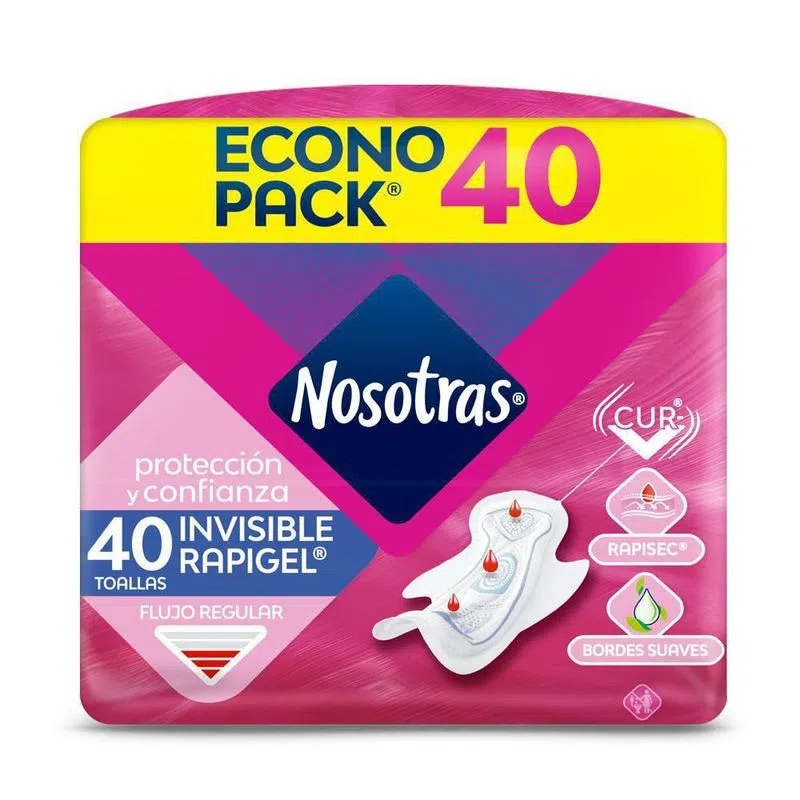 ECONO
PACK®
40
Nosotras®
CUR-V®
protección
y confianza
40
TOALLAS
INVISIBLE
RAPIGEL®
FLUJO REGULAR
RAPISEC®
BORDES SUAVES